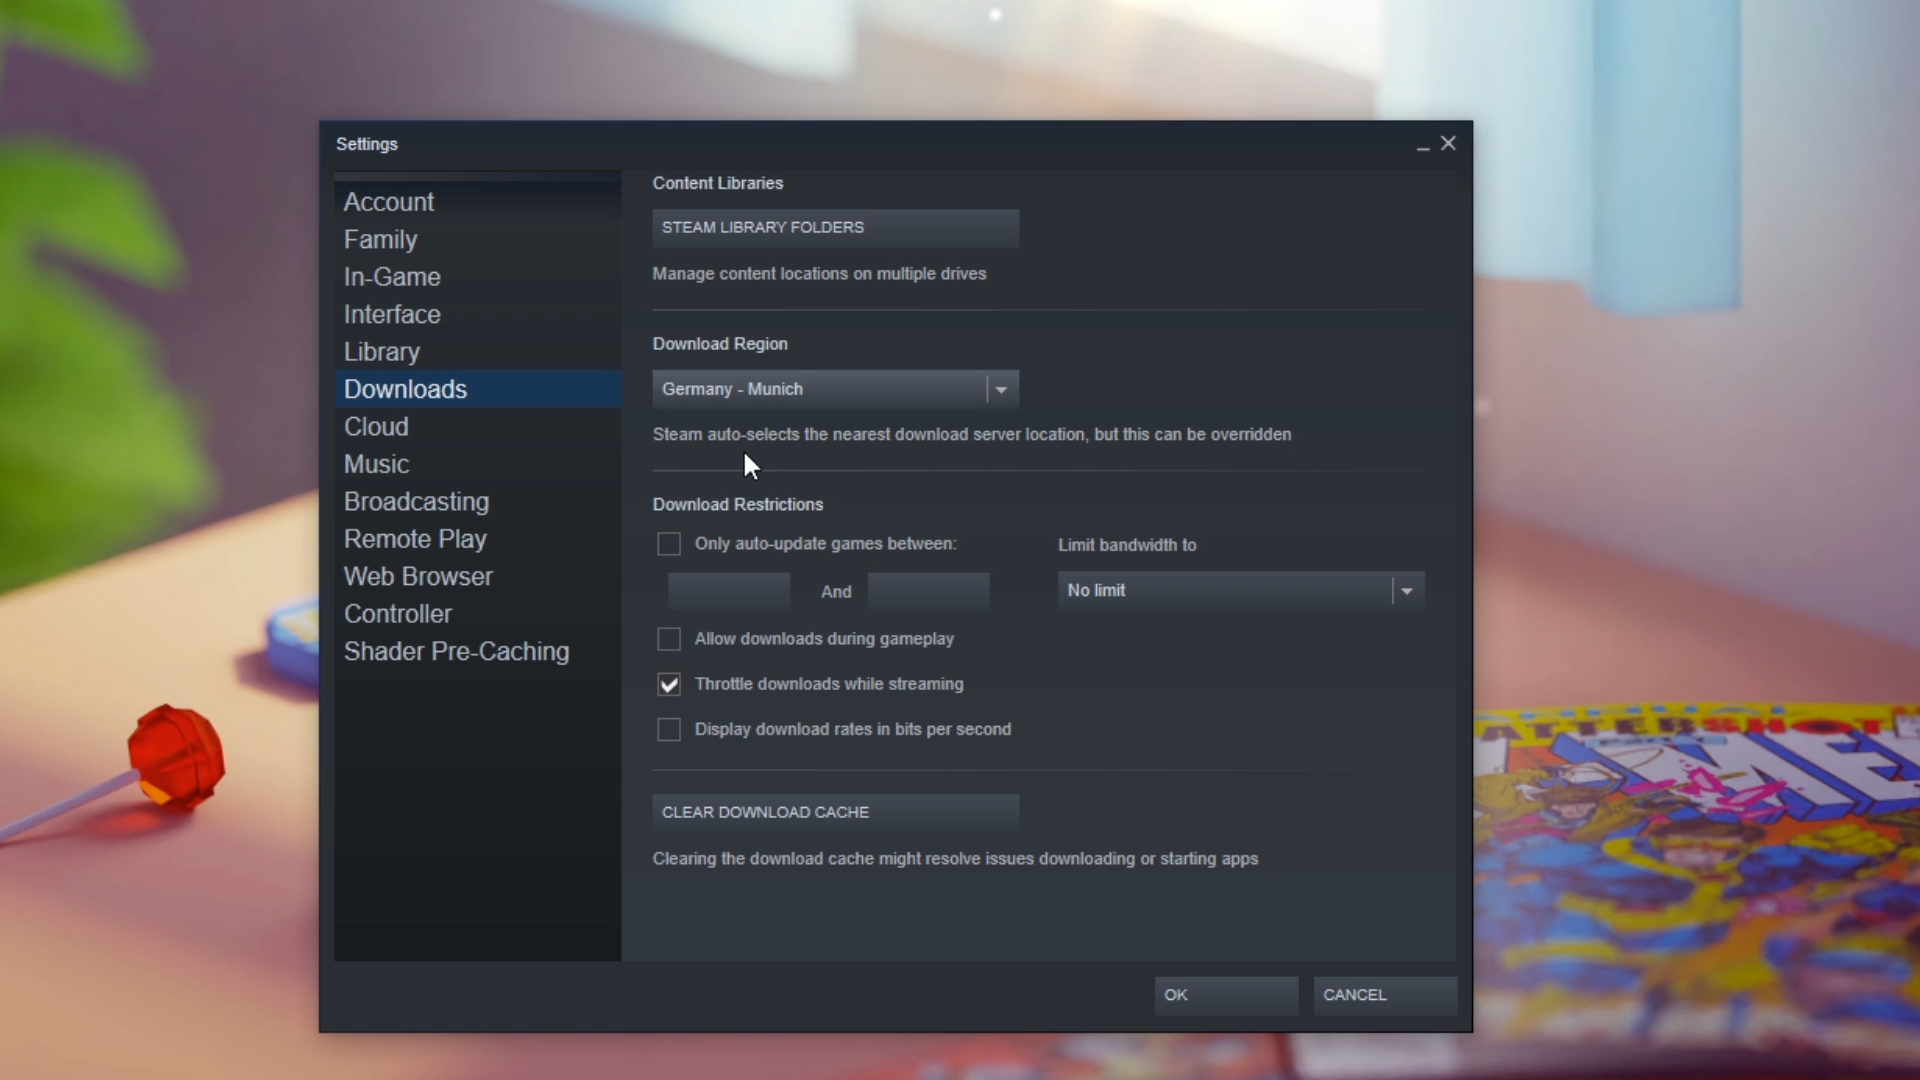 Settings
Account
Family
In-Game
Interface
Library
Downloads
Cloud
Music
Broadcasting
Remote Play
Web Browser
Controller
Shader Pre-Caching
Content Libraries
STEAM LIBRARY FOLDERS
Manage content locations on multiple drives
Download Region
Germany - Munich
Steam auto-selects the nearest download server location, but this can be overridden
Download Restrictions
Only auto-update games between:
And
Limit bandwidth to
No limit
Allow downloads during gameplay
Throttle downloads while streaming
Display download rates in bits per second
CLEAR DOWNLOAD CACHE
Clearing the download cache might resolve issues downloading or starting apps
OK
CANCEL